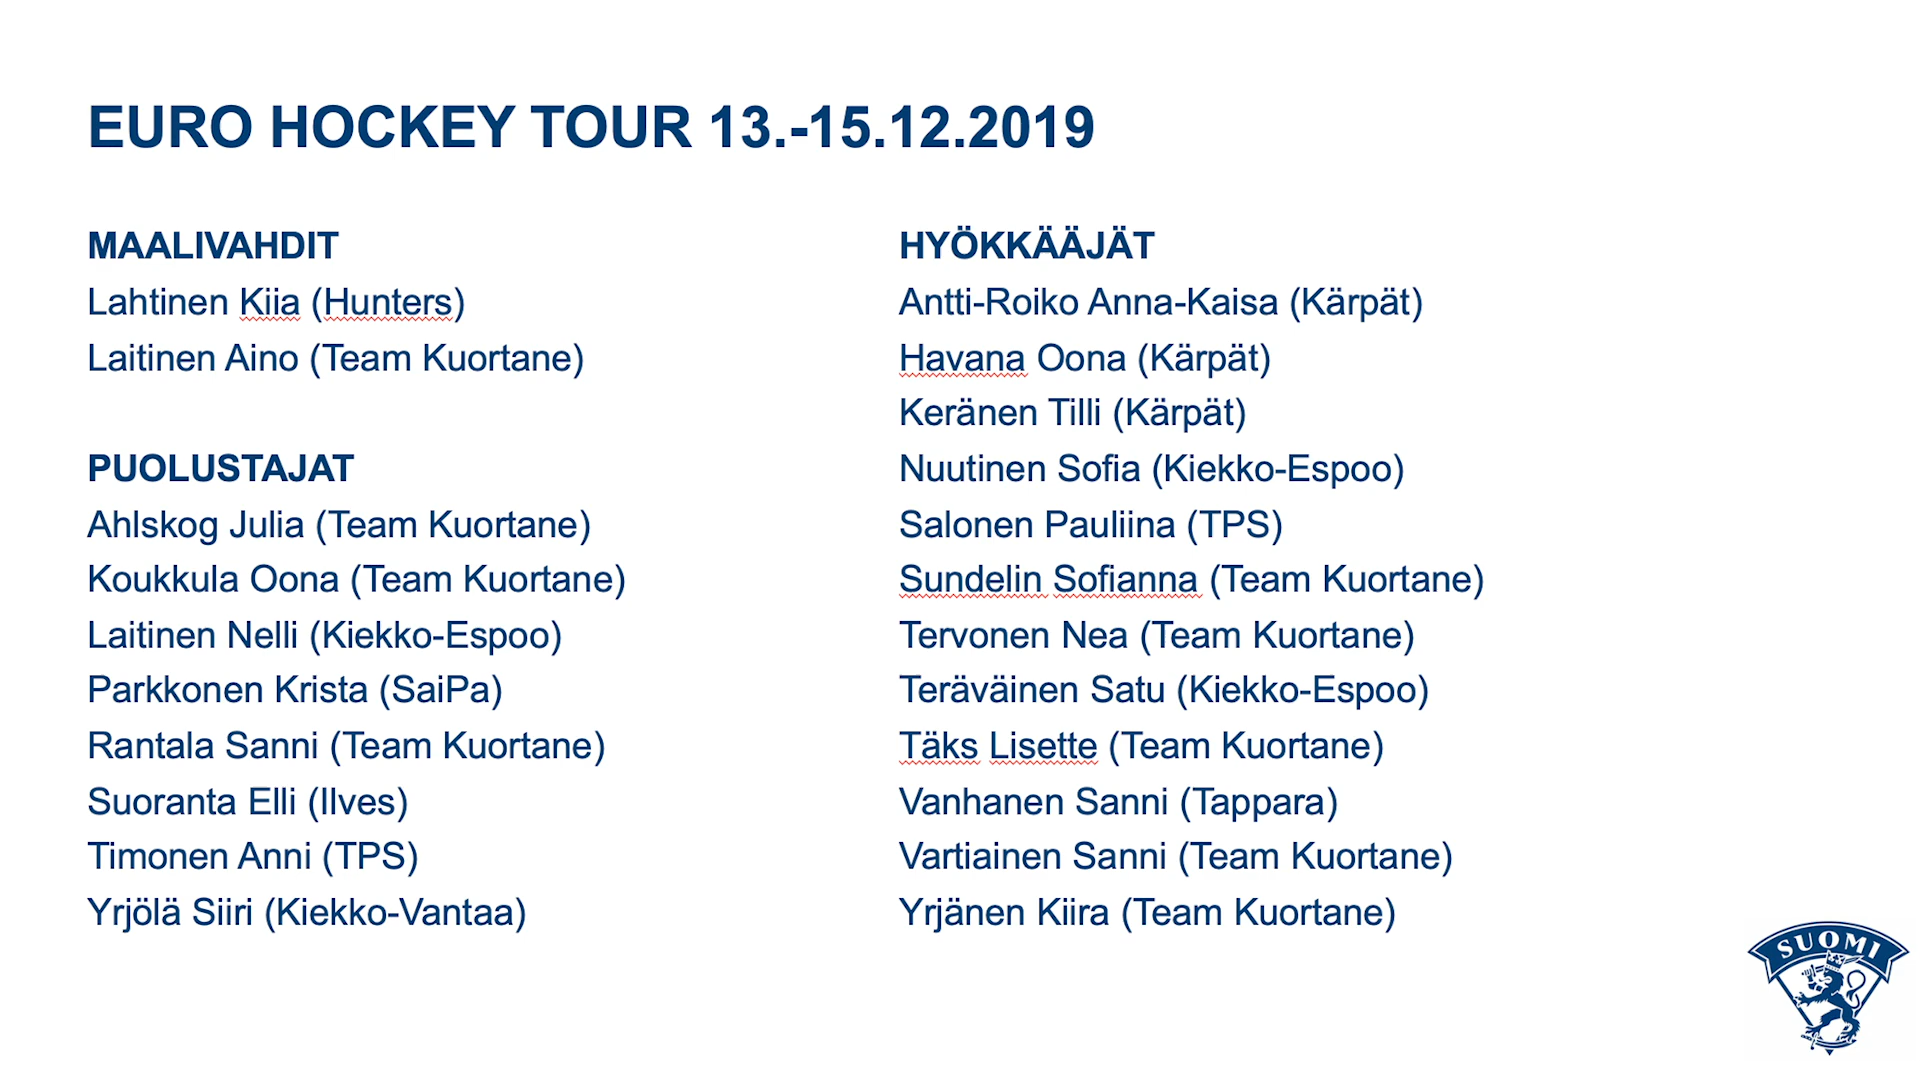 EURO HOCKEY TOUR 13.-15.12.2019
MAALIVAHDIT
Lahtinen Kiia (Hunters)
Laitinen Aino (Team Kuortane)
PUOLUSTAJAT
Ahlskog Julia (Team Kuortane)
Koukkula Oona (Team Kuortane)
Laitinen Nelli (Kiekko-Espoo)
Parkkonen Krista (SaiPa)
Rantala Sanni (Team Kuortane)
Suoranta Elli (Ilves)
Timonen Anni (TPS)
Yrjölä Siiri (Kiekko-Vantaa)
HYÖKKÄÄJÄT
Antti-Roiko Anna-Kaisa (Kärpät)
Havana Oona (Kärpät)
Keränen Tilli (Kärpät)
Nuutinen Sofia (Kiekko-Espoo)
Salonen Pauliina (TPS)
Sundelin Sofianna (Team Kuortane)
Tervonen Nea (Team Kuortane)
Teräväinen Satu (Kiekko-Espoo)
Täks Lisette (Team Kuortane)
Vanhanen Sanni (Tappara)
Vartiainen Sanni (Team Kuortane)
Yrjänen Kiira (Team Kuortane)
SUOMI